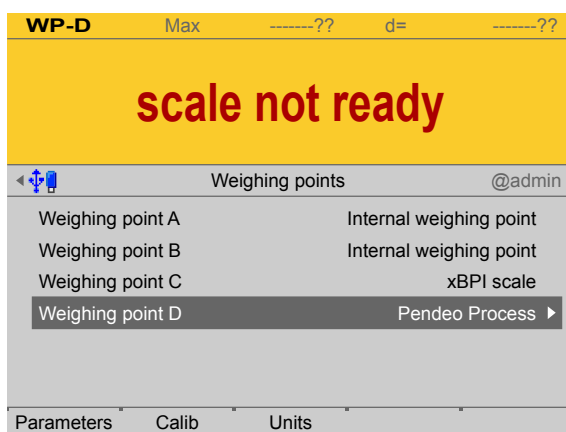 WP-D Max -------?? d= -------??
scale not ready
Weighing points @admin
Weighing point A Internal weighing point
Weighing point B Internal weighing point
Weighing point C xBPI scale
Weighing point D Pendeo Process
Parameters Calib Units